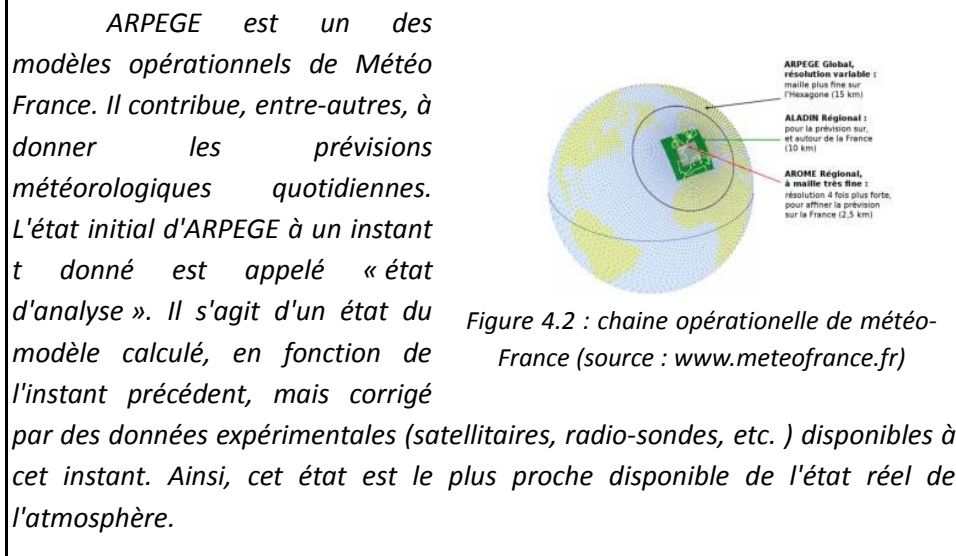 ARPEGE est un des
modèles opérationnels de Météo
France. Il contribue, entre-autres, à
donner les prévisions
météorologiques quotidiennes.
L'état initial d'ARPEGE à un instant
t donné est appelé « état
d'analyse ». Il s'agit d'un état du
modèle calculé, en fonction de
l'instant précédent, mais corrigé
par des données expérimentales (satellitaires, radio-sondes, etc. ) disponibles à
cet instant. Ainsi, cet état est le plus proche disponible de l'état réel de
l'atmosphère.
ARPEGE Global,
résolution variable :
maille plus fine sur
l'Hexagone (15 km)
ALADIN Régional :
pour la prévision sur,
et autour de la France
(10 km)
AROME Régional,
à maille très fine :
résolution 4 fois plus forte,
pour affiner la prévision
sur la France (2,5 km)
Figure 4.2 : chaine opérationelle de météo-
France (source : www.meteofrance.fr)